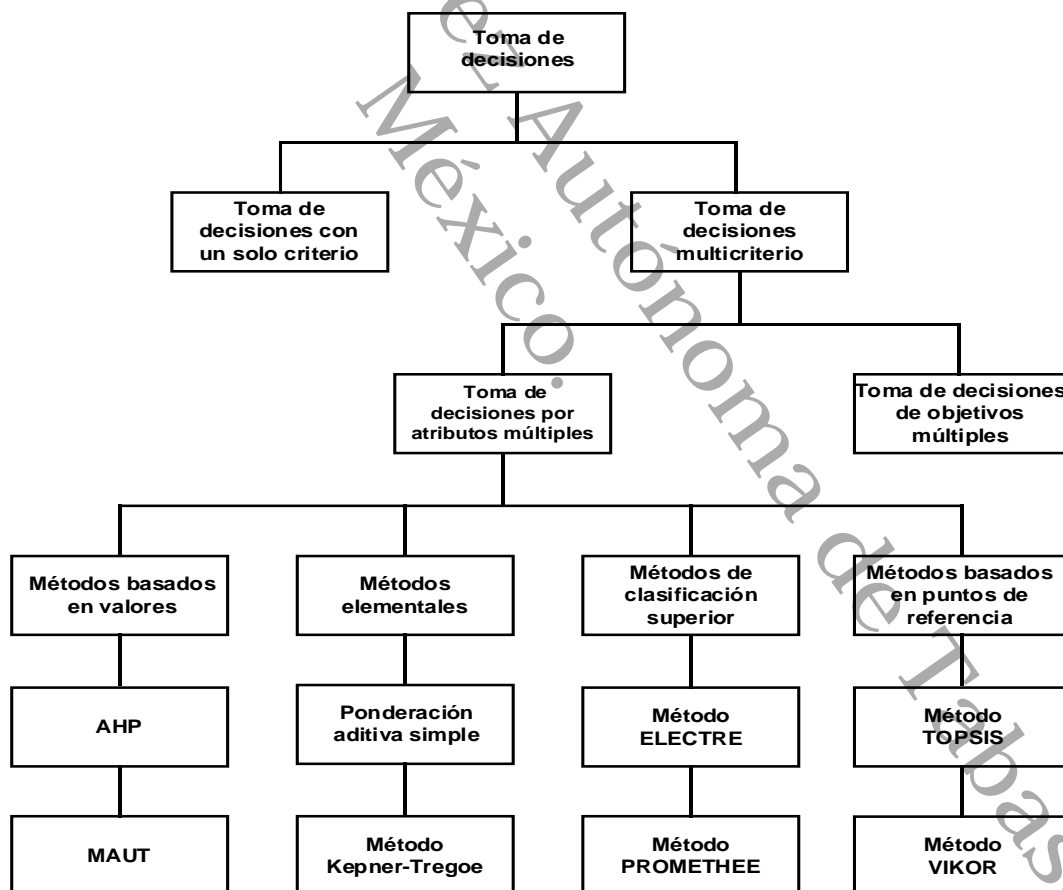 Toma de
decisiones
Toma de
decisiones con
un solo criterio
Toma de
decisiones
multicriterio
Toma de
decisiones por
atributos múltiples
Toma de decisiones
de objetivos
múltiples
Métodos basados
en valores
Métodos
elementales
Métodos de
clasificación
superior
Métodos basados
en puntos de
referencia
AHP
Ponderación
aditiva simple
Método
ELECTRE
Método
TOPSIS
MAUT
Método
Kepner-Tregoe
Método
PROMETHEE
Método
VIKOR
Autónoma de
México.